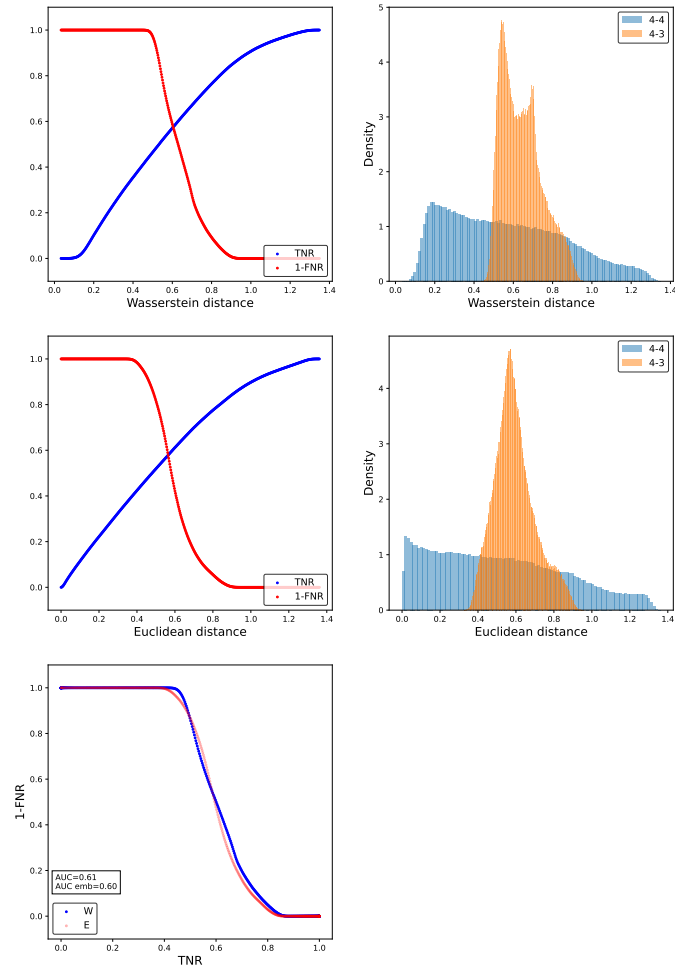 1.0
0.8
0.6
0.4
0.2
0.0
0.0 0.2 0.4 0.6 0.8 1.0 1.2 1.4
Wasserstein distance
TNR
1-FNR
5
4
3
2
1
0
Density
0.2 0.4 0.6 0.8 1.0 1.2 1.4
Wasserstein distance
4-4
4-3
1.0
0.8
0.6
0.4
0.2
0.0
0.0 0.2 0.4 0.6 0.8 1.0 1.2 1.4
Euclidean distance
TNR
1-FNR
4
3
2
1
0
Density
0.0 0.2 0.4 0.6 0.8 1.0 1.2 1.4
Euclidean distance
4-4
4-3
1.0
0.8
0.6
0.4
0.2
0.0
1-FNR
AUC=0.61
AUC emb=0.60
W
E
0.0 0.2 0.4 0.6 0.8 1.0
TNR